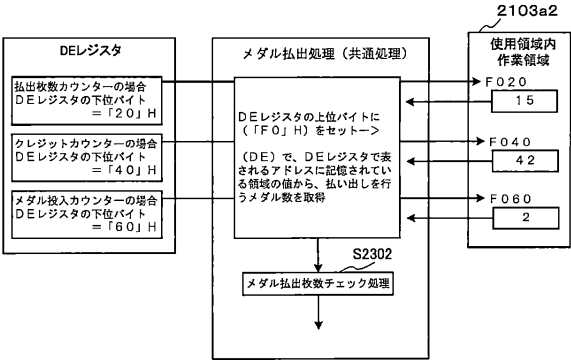 2103a2
DEレジスタ
メダル払出処理（共通処理）
使用領域内
作業領域
払出枚数カウンターの場合
DEレジスタの下位バイト
＝「20」H
クレジットカウンターの場合
DEレジスタの下位バイト
＝「40」H
メダル投入カウンターの場合
DEレジスタの下位バイト
＝「60」H
DEレジスタの上位バイトに
（「F0」H）をセット－＞
（DE）で、DEレジスタで表
されるアドレスに記憶されてい
る領域の値から、払い出しを行
うメダル数を取得
F020
15
F040
42
F060
2
S2302
メダル払出枚数チェック処理